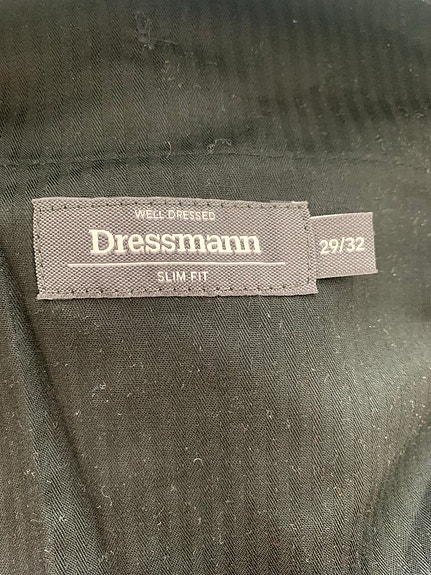 WELL DRESSED
Dressmann
SLIM FIT
29/32